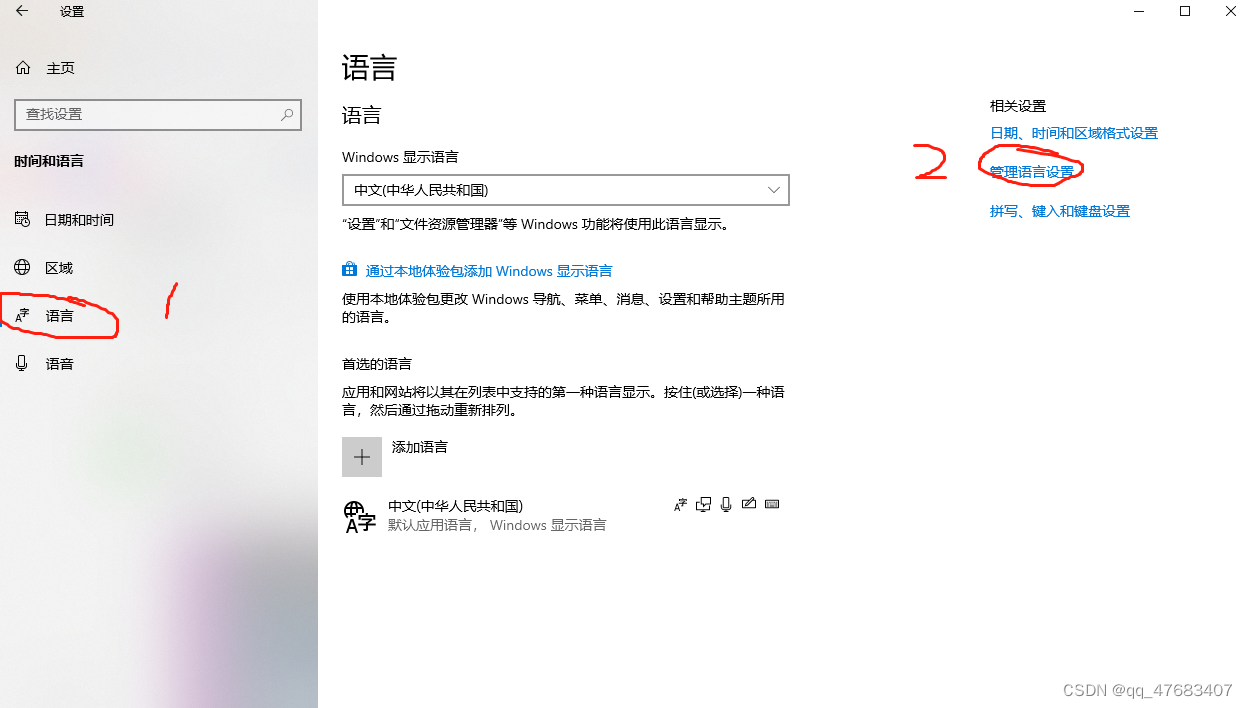 设置
主页
查找设置
时间和语言
日期和时间
区域
语言
语音
1
语言
语言
Windows 显示语言
中文(中华人民共和国)
“设置”和“文件资源管理器”等 Windows 功能将使用此语言显示。
通过本地体验包添加 Windows 显示语言
使用本地体验包更改 Windows 导航、菜单、消息、设置和帮助主题所用
的语言。
首选的语言
应用和网站将以其在列表中支持的第一种语言显示。按住(或选择)一种语
言，然后通过拖动重新排列。
添加语言
中文(中华人民共和国)
默认应用语言， Windows 显示语言
相关设置
日期、时间和区域格式设置
2
管理语言设置
拼写、键入和键盘设置
CSDN @qq_47683407